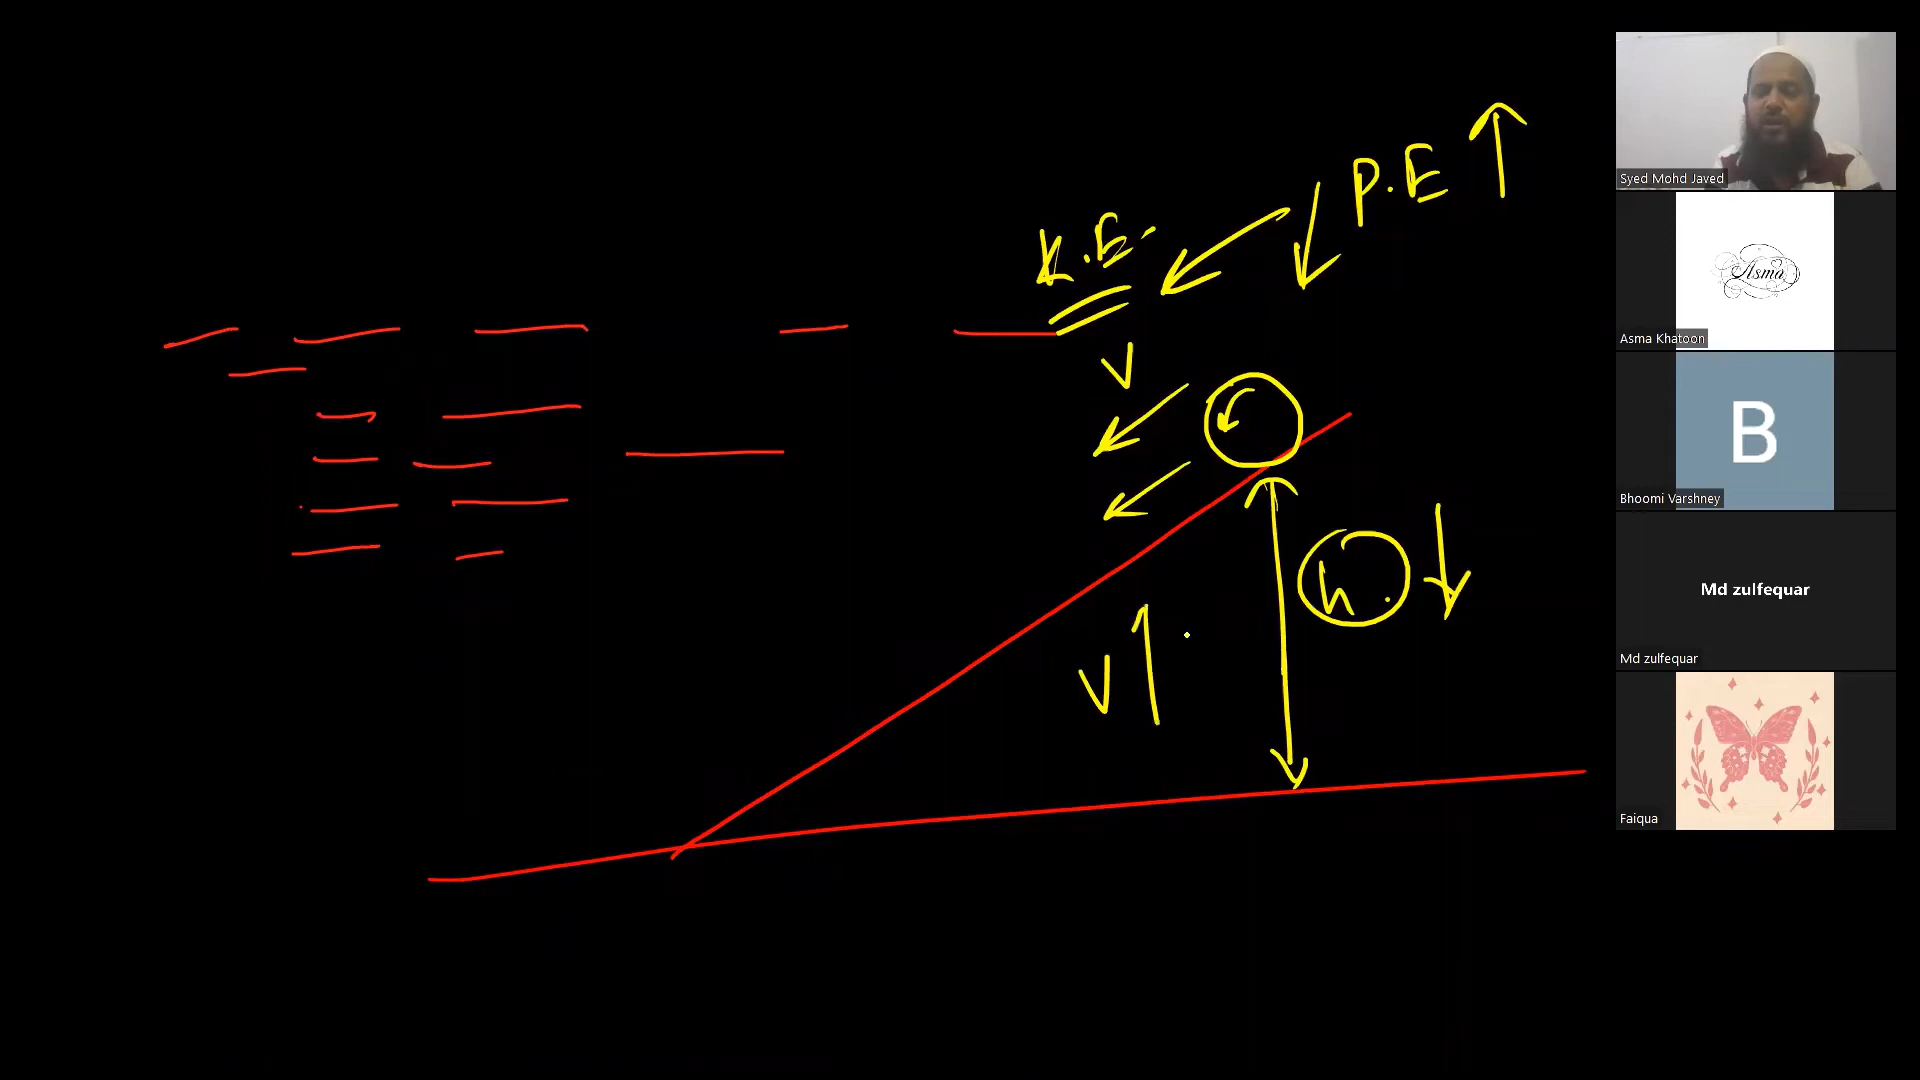 P.E
K.E.
v
h.
v
Syed Mohd Javed
Asma
Asma Khatoon
B
Bhoomi Varshney
Md zulfequar
Md zulfequar
Faiqua